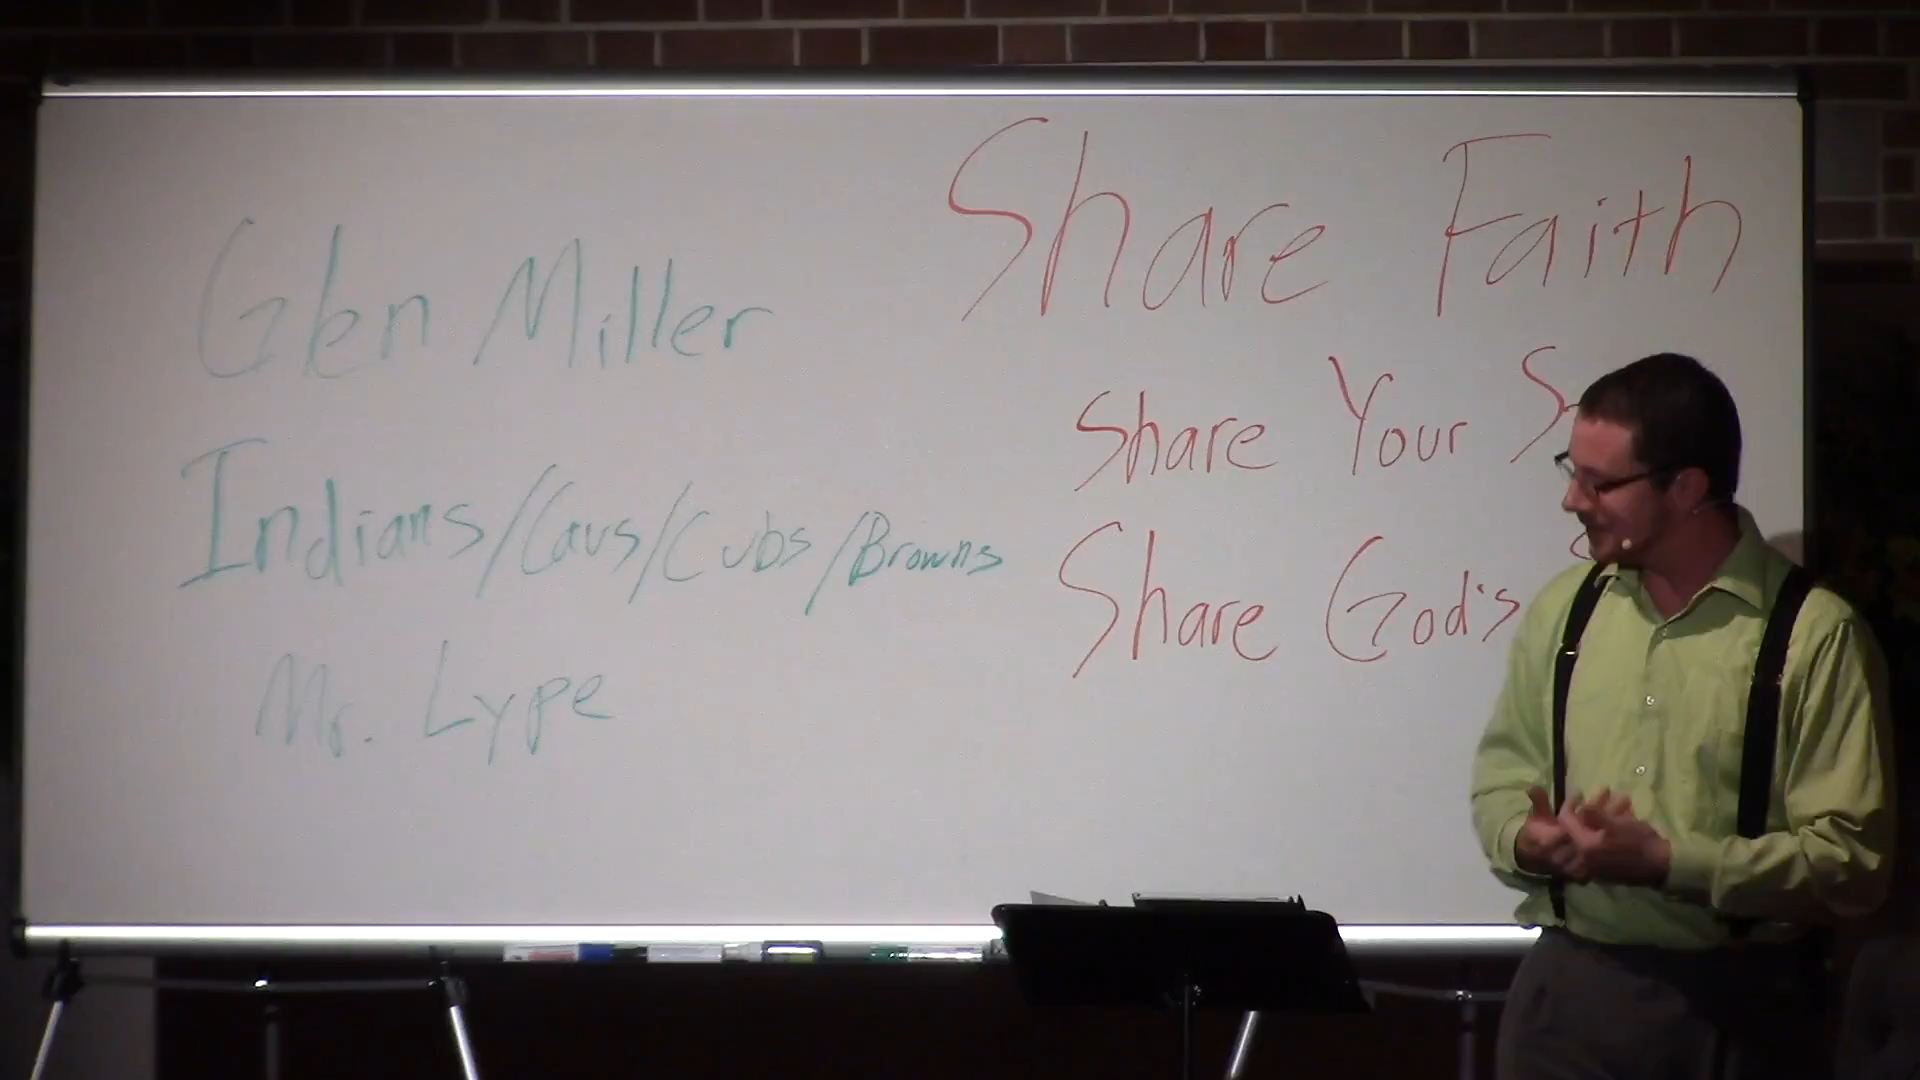 Glen Miller
Indians/Cavs/Cubs/Browns
Mr. Lype
Share Faith
Share Your S
Share God's S